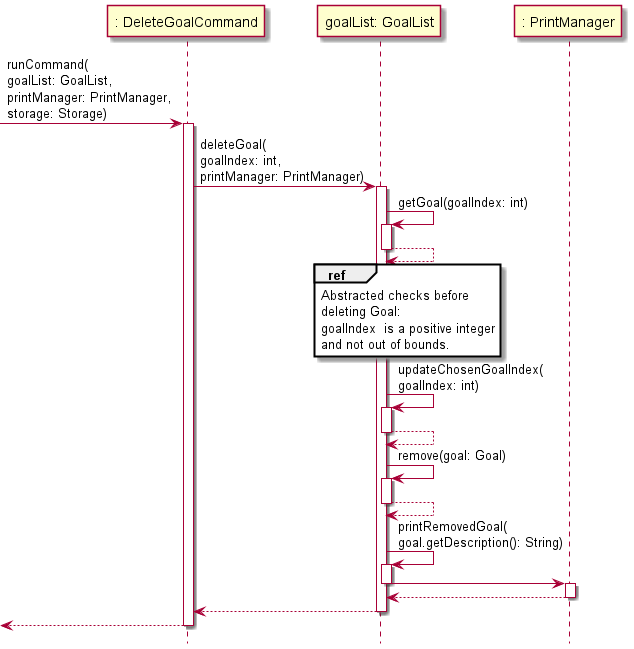 : DeleteGoalCommand
goalList: GoalList
: PrintManager
runCommand(
goalList: GoalList,
printManager: PrintManager,
storage: Storage)
deleteGoal(
goalIndex: int,
printManager: PrintManager)
getGoal(goalIndex: int)
ref
Abstracted checks before
deleting Goal:
goalIndex  is a positive integer
and not out of bounds.
updateChosenGoalIndex(
goalIndex: int)
remove(goal: Goal)
printRemovedGoal(
goal.getDescription(): String)